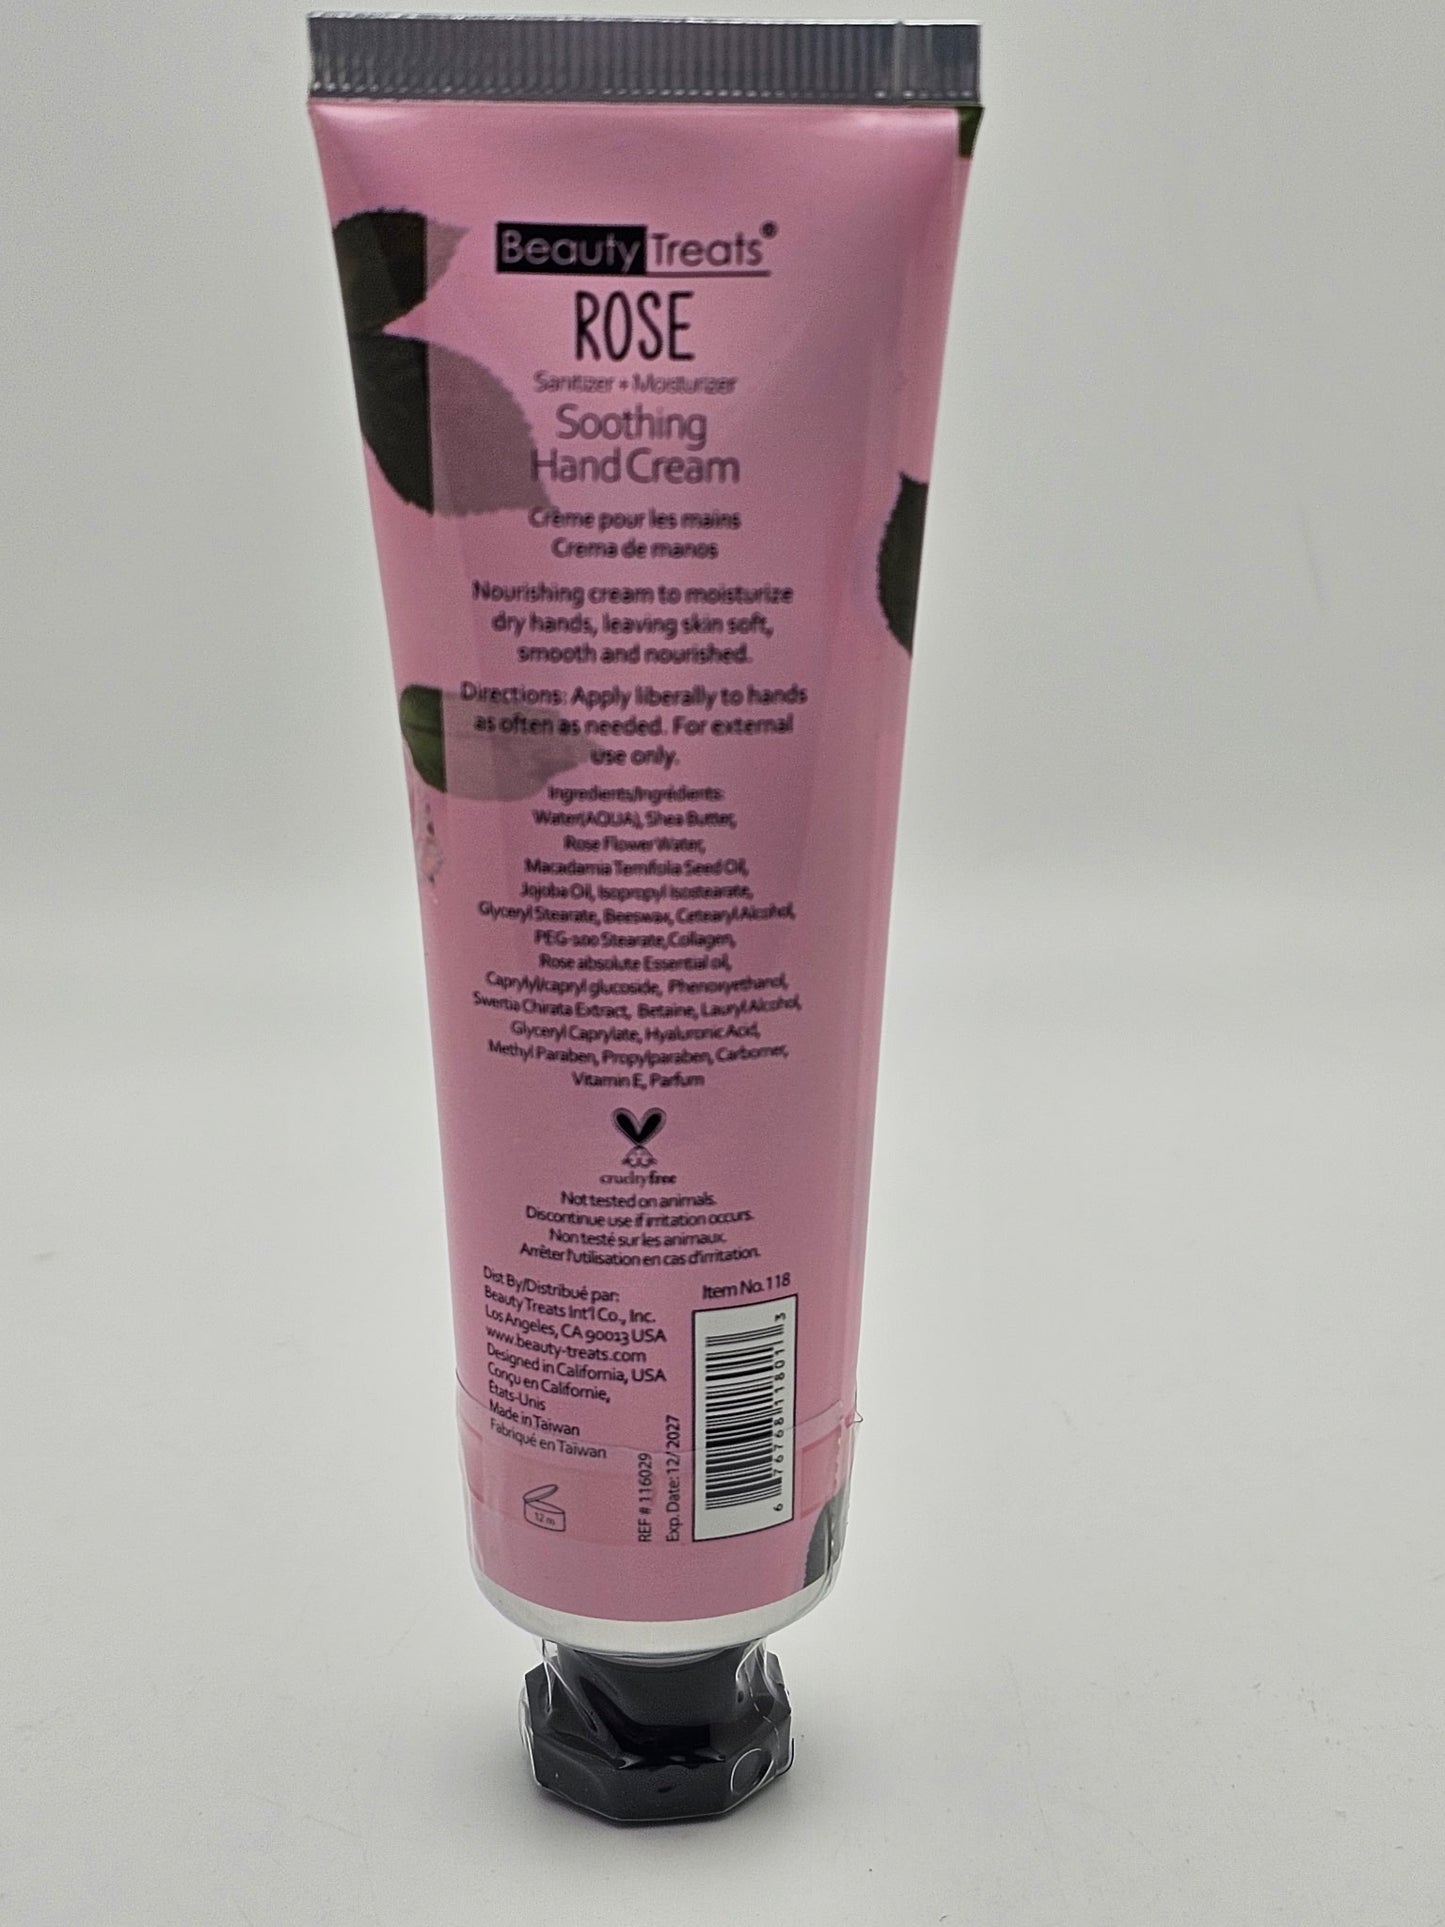 Beauty Treats®
ROSE
Sanitizer + Moisturizer
Soothing
Hand Cream
Crème pour les mains
Crema de manos
Nourishing cream to moisturize
dry hands, leaving skin soft,
smooth and nourished.
Directions: Apply liberally to hands
as often as needed. For external
use only.
Ingredients/Ingrédients:
Water(AQUA), Shea Butter,
Rose Flower Water,
Macadamia Ternifolia Seed Oil,
Jojoba Oil, Isopropyl Isostearate,
Glyceryl Stearate, Beeswax, Cetearyl Alcohol,
PEG-100 Stearate, Collagen,
Rose absolute Essential oil,
Caprylyl/capryl glucoside, Phenoxyethanol,
Swertia Chirata Extract, Betaine, Lauryl Alcohol,
Glyceryl Caprylate, Hyaluronic Acid,
Methyl Paraben, Propylparaben, Carbomer,
Vitamin E, Parfum
crueltyfree
Not tested on animals.
Discontinue use if irritation occurs.
Non testé sur les animaux.
Arrêter l'utilisation en cas d'irritation.
Dist By/Distribué par:
Beauty Treats Int'l Co., Inc.
Los Angeles, CA 90013 USA
www.beauty-treats.com
Designed in California, USA
Conçu en Californie,
États-Unis
Made in Taiwan
Fabriqué en Taïwan
12 m
REF # 116029
Exp. Date: 12/ 2027
Item No. 118
6 76768 11801 3